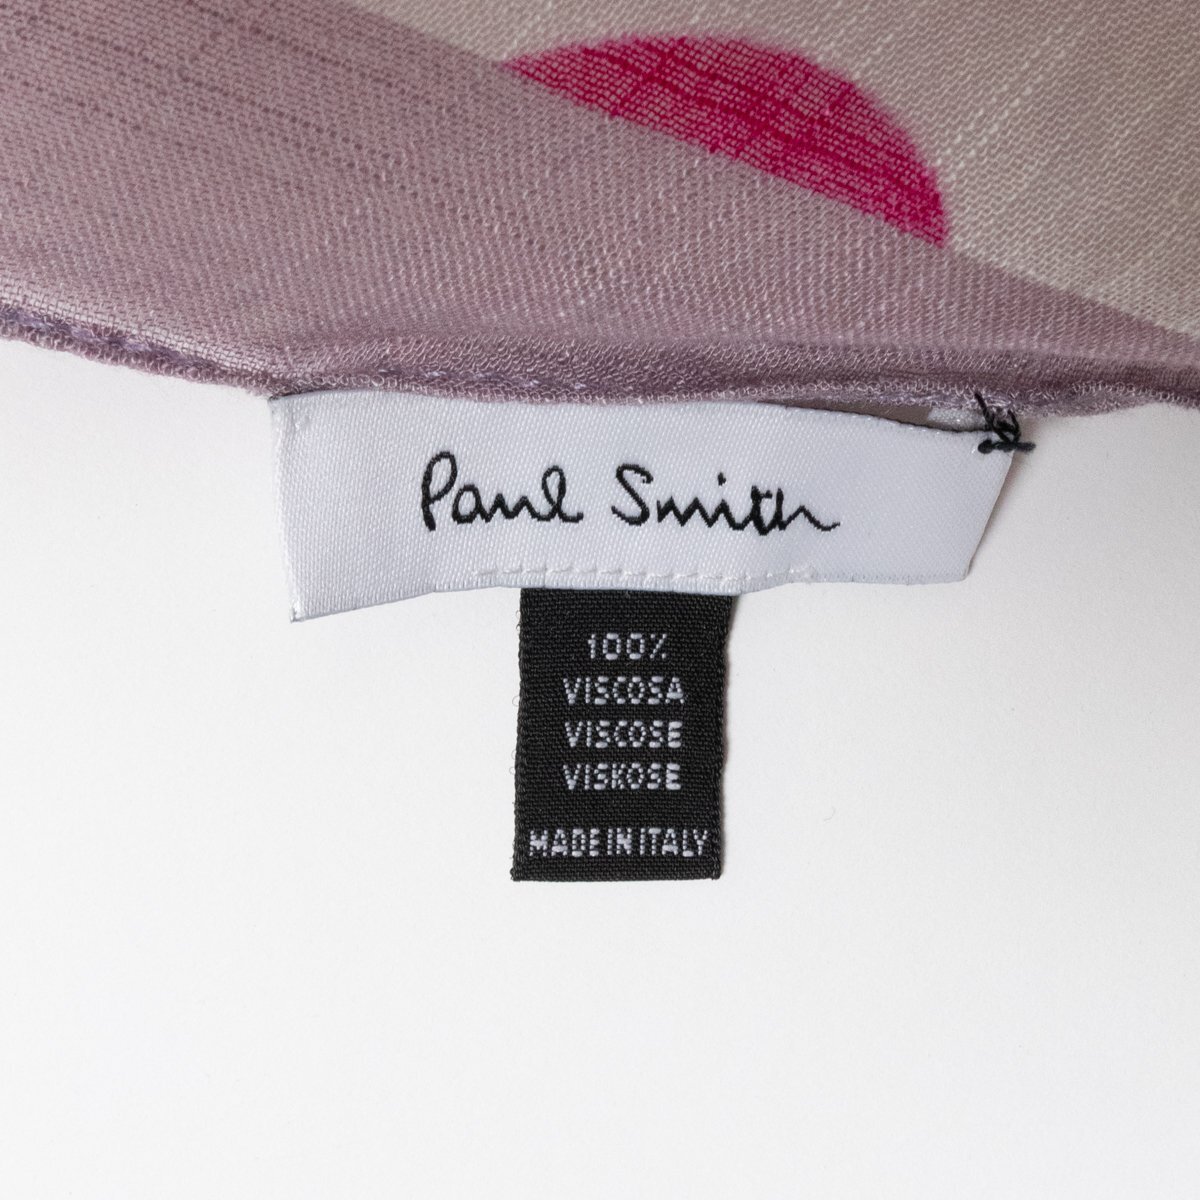 Paul Smith
100%
VISCOSA
VISCOSE
VISKOSE
MADE IN ITALY